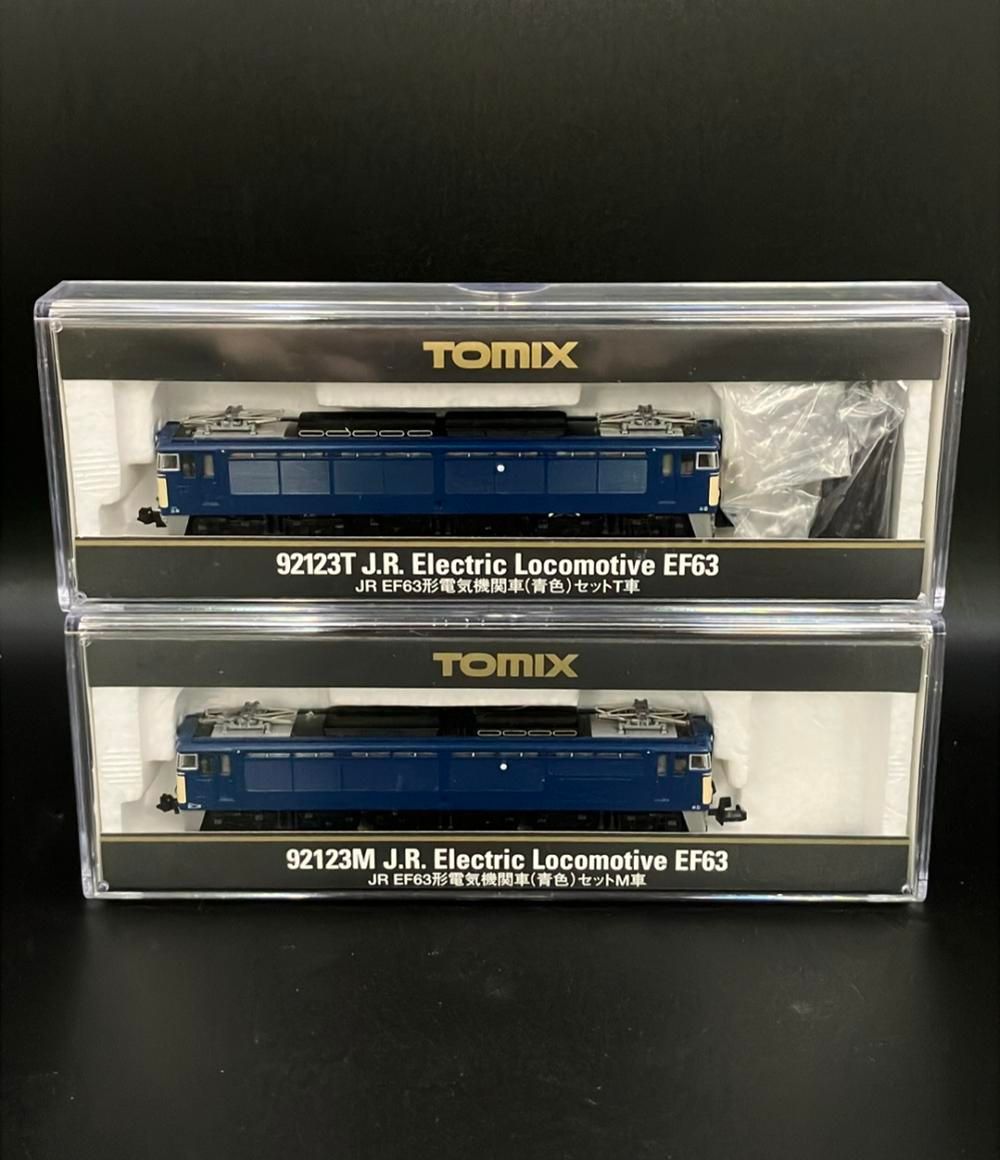 TOMIX
92123T J.R. Electric Locomotive EF63
JR EF63形電気機関車(青色)セットT車
TOMIX
92123M J.R. Electric Locomotive EF63
JR EF63形電気機関車(青色)セットM車